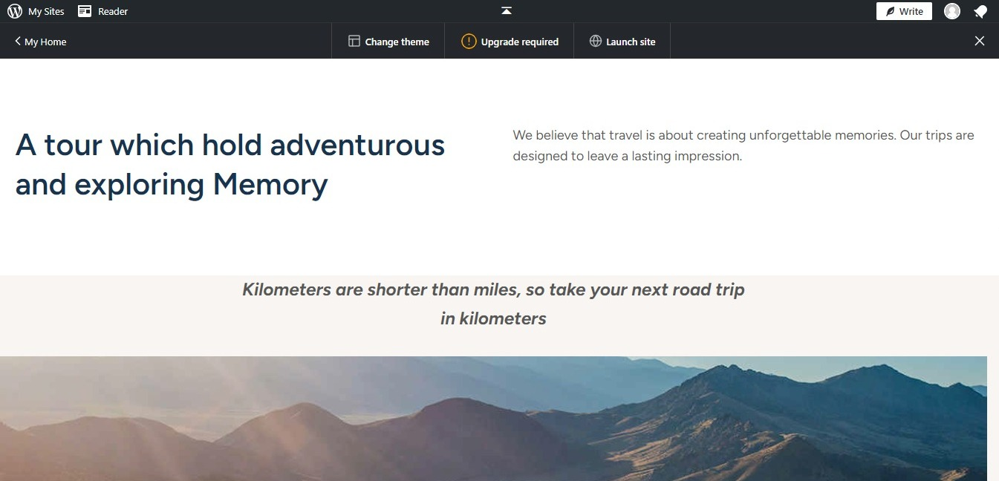 My Sites Reader Write
My Home Change theme Upgrade required Launch site
A tour which hold adventurous
and exploring Memory
We believe that travel is about creating unforgettable memories. Our trips are
designed to leave a lasting impression.
Kilometers are shorter than miles, so take your next road trip
in kilometers